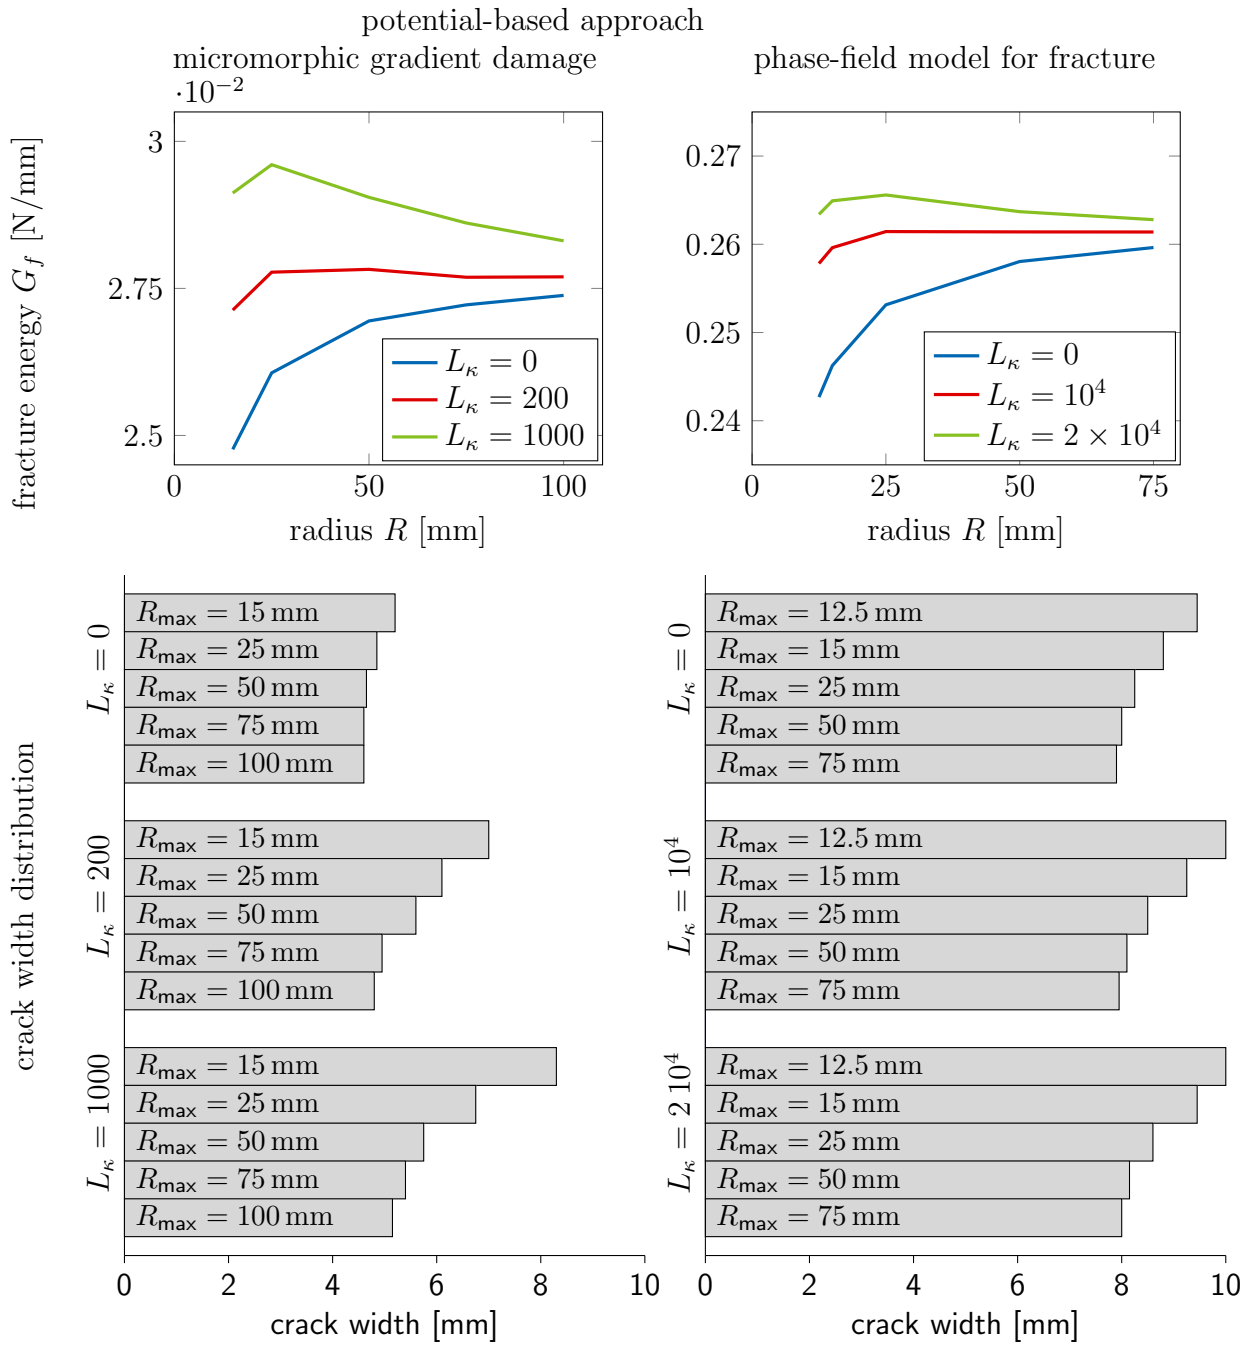 potential-based approach
micromorphic gradient damage
phase-field model for fracture
·10⁻²
fracture energy G_f [N/mm]
3
2.75
2.5
0
50
100
radius R [mm]
L_κ = 0
L_κ = 200
L_κ = 1000
0.27
0.26
0.25
0.24
0
25
50
75
radius R [mm]
L_κ = 0
L_κ = 10⁴
L_κ = 2 × 10⁴
crack width distribution
L_κ = 0
R_max = 15 mm
R_max = 25 mm
R_max = 50 mm
R_max = 75 mm
R_max = 100 mm
L_κ = 200
R_max = 15 mm
R_max = 25 mm
R_max = 50 mm
R_max = 75 mm
R_max = 100 mm
L_κ = 1000
R_max = 15 mm
R_max = 25 mm
R_max = 50 mm
R_max = 75 mm
R_max = 100 mm
0 2 4 6 8 10
crack width [mm]
L_κ = 0
R_max = 12.5 mm
R_max = 15 mm
R_max = 25 mm
R_max = 50 mm
R_max = 75 mm
L_κ = 10⁴
R_max = 12.5 mm
R_max = 15 mm
R_max = 25 mm
R_max = 50 mm
R_max = 75 mm
L_κ = 2 10⁴
R_max = 12.5 mm
R_max = 15 mm
R_max = 25 mm
R_max = 50 mm
R_max = 75 mm
0 2 4 6 8 10
crack width [mm]